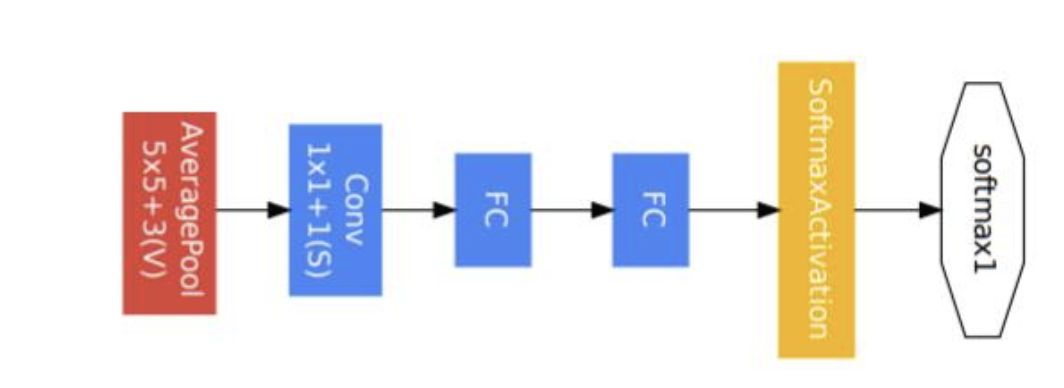 AveragePool
5x5+3(V)
Conv
1x1+1(S)
FC
FC
SoftmaxActivation
softmax1